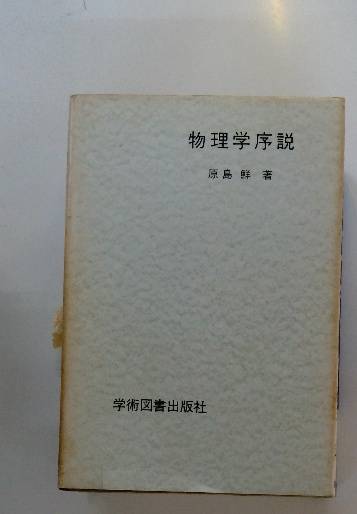 物理学序説
原島 鮮 著
学術図書出版社